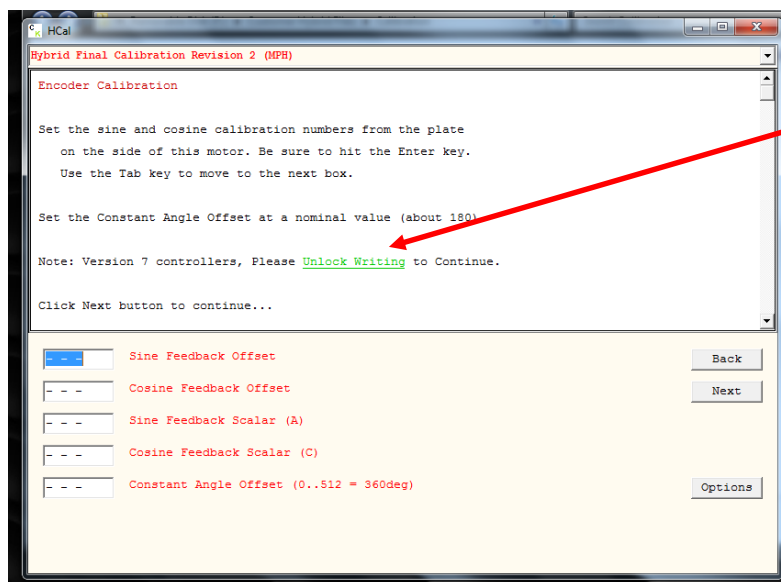 HCal
Hybrid Final Calibration Revision 2 (MPH)
Encoder Calibration
Set the sine and cosine calibration numbers from the plate
on the side of this motor. Be sure to hit the Enter key.
Use the Tab key to move to the next box.
Set the Constant Angle Offset at a nominal value (about 180)
Note: Version 7 controllers, Please Unlock Writing to Continue.
Click Next button to continue...
- - - Sine Feedback Offset
Back
- - - Cosine Feedback Offset
Next
- - - Sine Feedback Scalar (A)
- - - Cosine Feedback Scalar (C)
- - - Constant Angle Offset (0..512 = 360deg)
Options